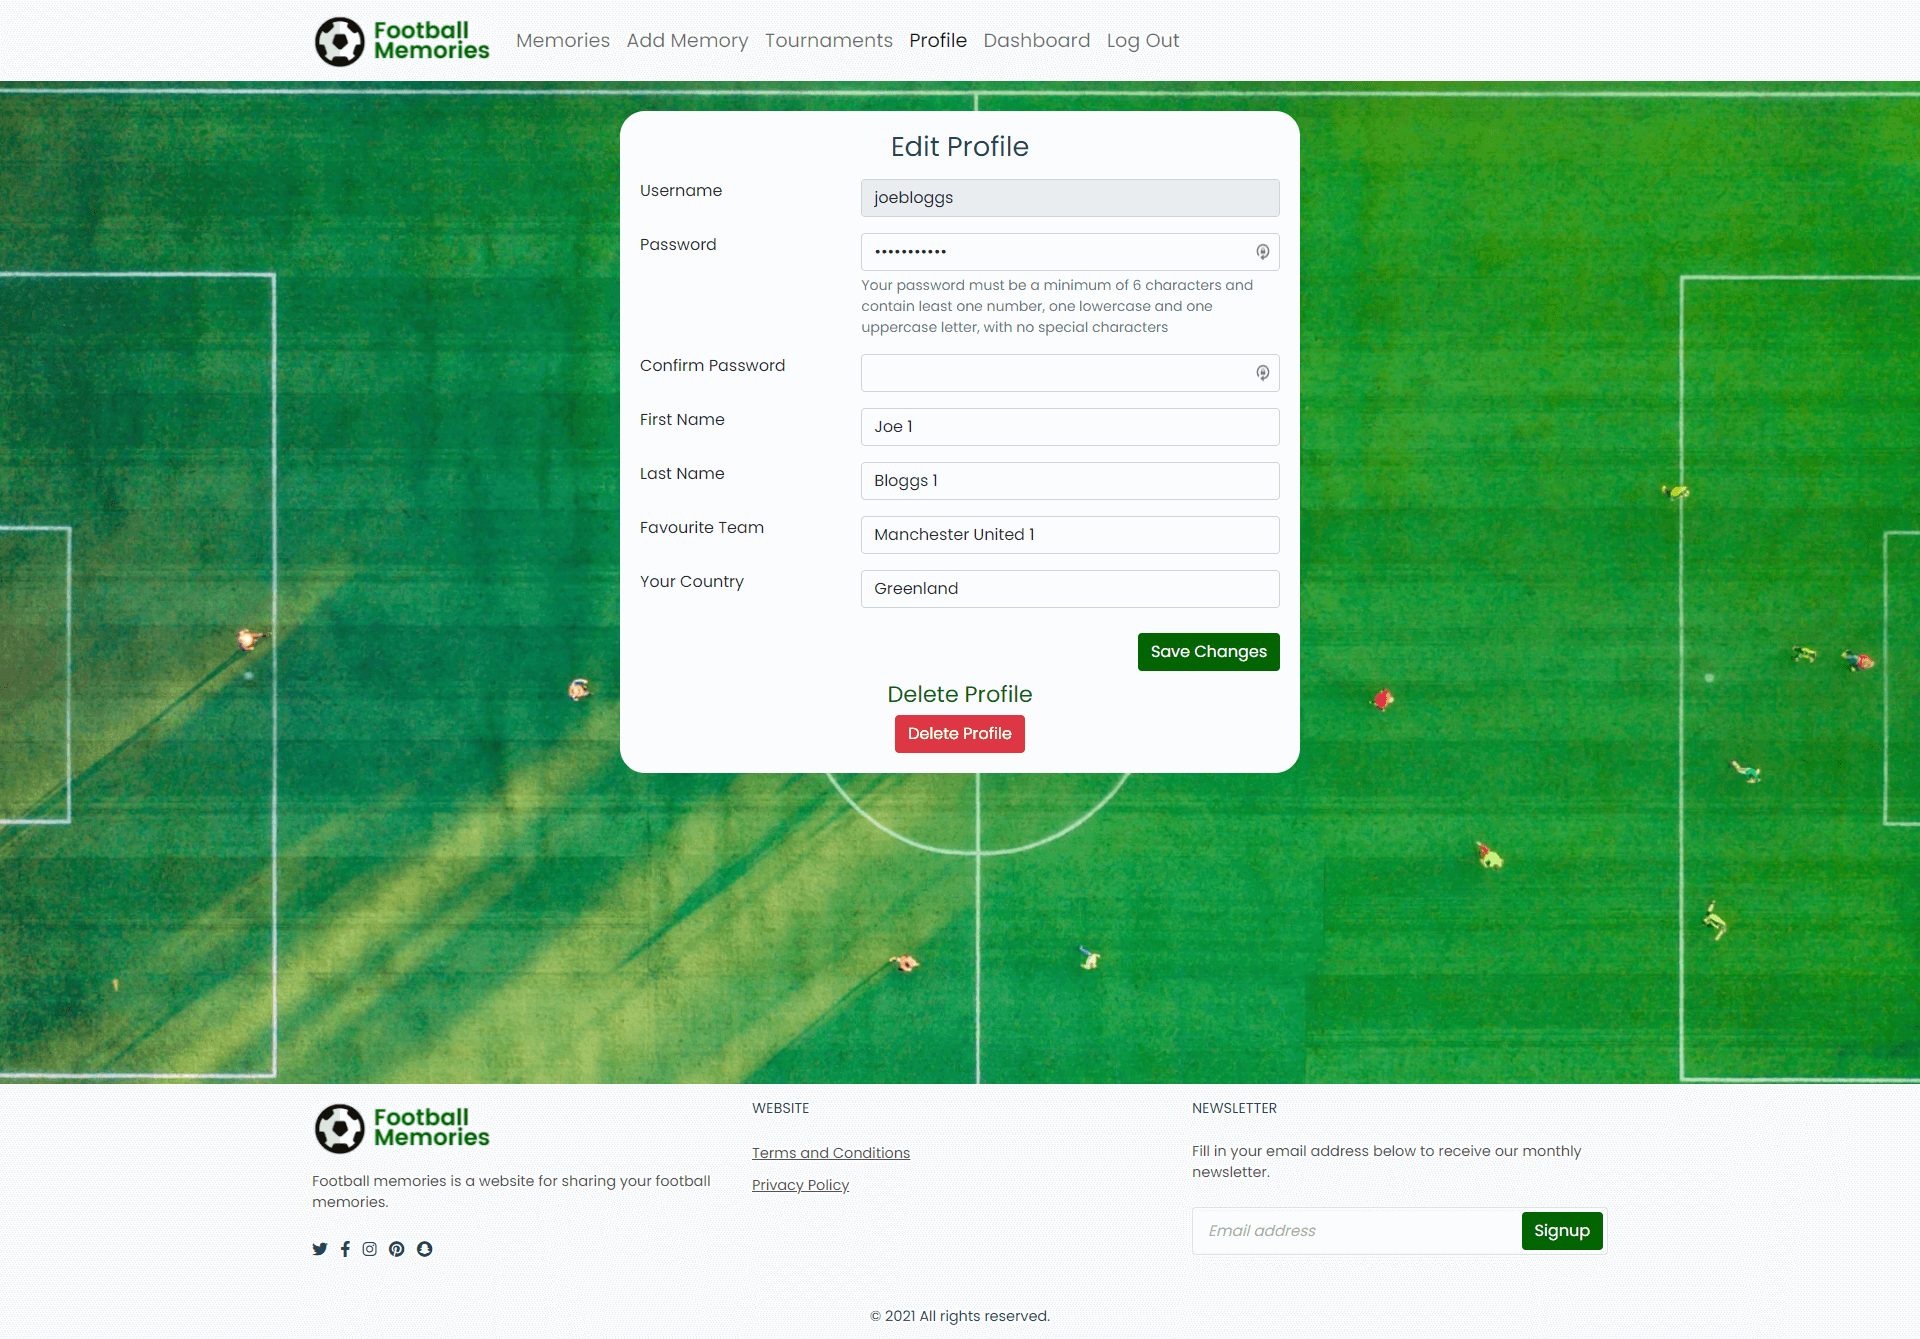 Football
Memories
Memories Add Memory Tournaments Profile Dashboard Log Out
Edit Profile
Username
joebloggs
Password
•••••••••••
Your password must be a minimum of 6 characters and
contain least one number, one lowercase and one
uppercase letter, with no special characters
Confirm Password
First Name
Joe 1
Last Name
Bloggs 1
Favourite Team
Manchester United 1
Your Country
Greenland
Save Changes
Delete Profile
Delete Profile
Football
Memories
Football memories is a website for sharing your football
memories.
WEBSITE
Terms and Conditions
Privacy Policy
NEWSLETTER
Fill in your email address below to receive our monthly
newsletter.
Email address
Signup
© 2021 All rights reserved.